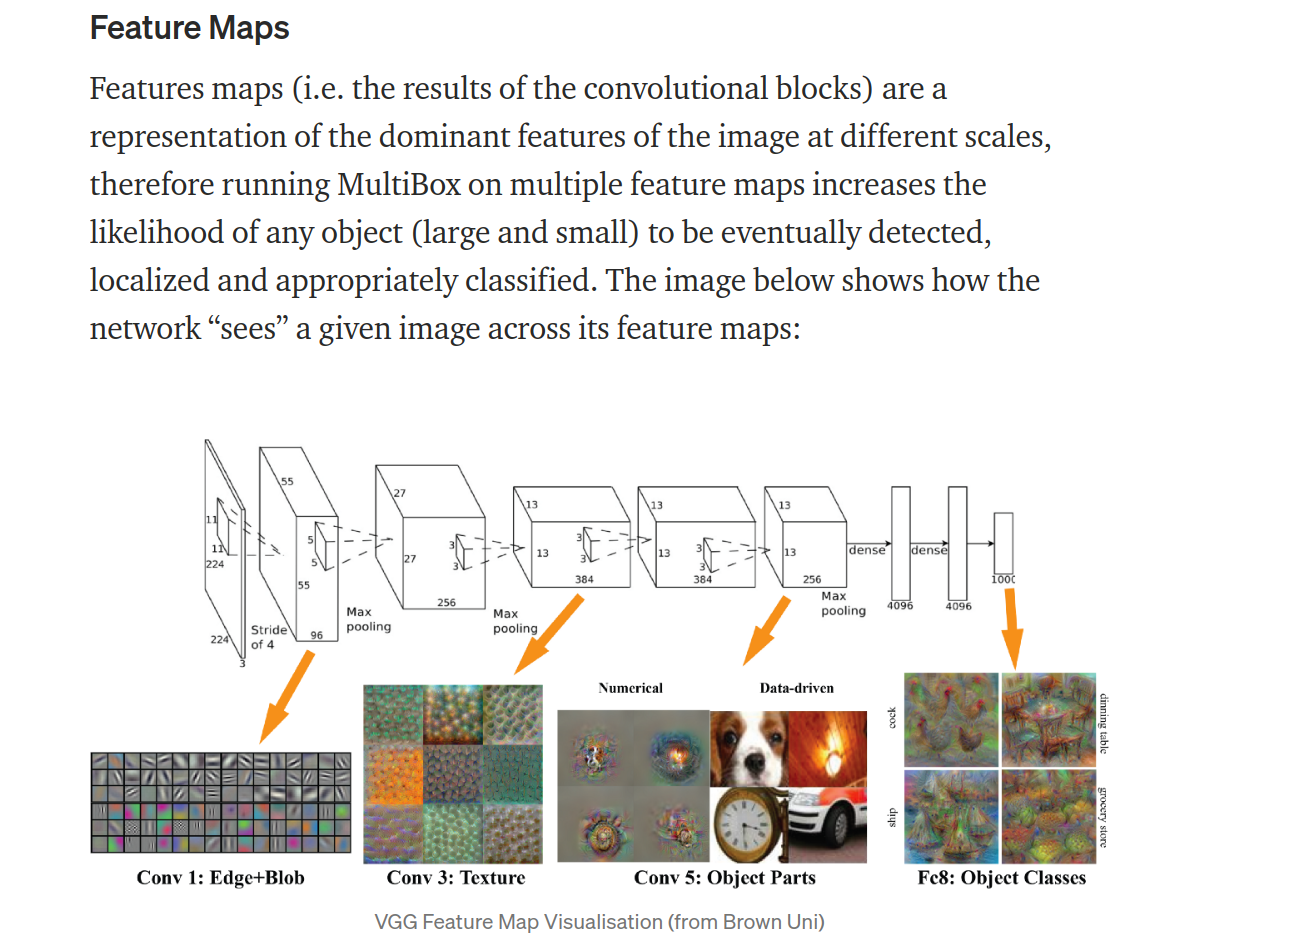 Feature Maps
Features maps (i.e. the results of the convolutional blocks) are a
representation of the dominant features of the image at different scales,
therefore running MultiBox on multiple feature maps increases the
likelihood of any object (large and small) to be eventually detected,
localized and appropriately classified. The image below shows how the
network “sees” a given image across its feature maps:
11
11
224
224
3
Stride
of 4
55
5
5
55
96
Max
pooling
27
27
3
3
256
Max
pooling
13
13
3
3
384
13
13
3
3
384
13
13
256
Max
pooling
dense
4096
dense
4096
1000
Numerical
Data-driven
cock
dinning table
ship
grocery store
Conv 1: Edge+Blob
Conv 3: Texture
Conv 5: Object Parts
Fc8: Object Classes
VGG Feature Map Visualisation (from Brown Uni)